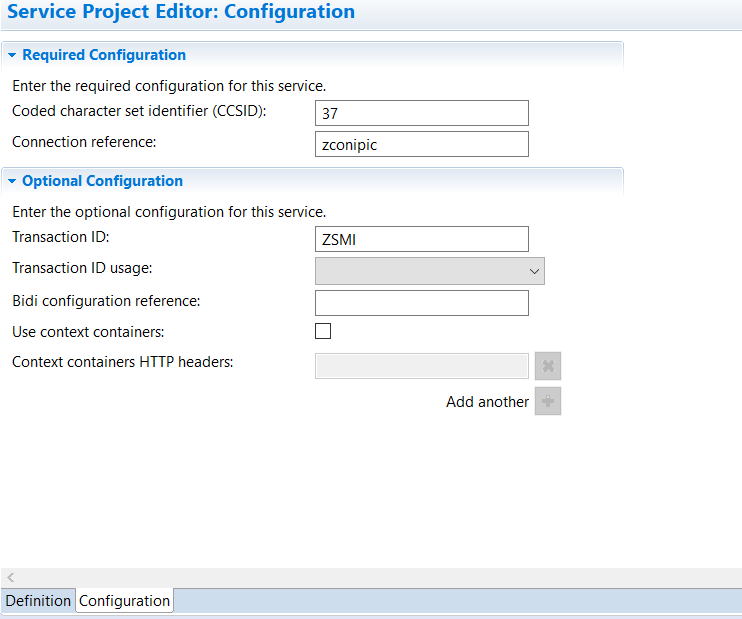 Service Project Editor: Configuration
Required Configuration
Enter the required configuration for this service.
Coded character set identifier (CCSID): 37
Connection reference: zconipic
Optional Configuration
Enter the optional configuration for this service.
Transaction ID: ZSMI
Transaction ID usage:
Bidi configuration reference:
Use context containers:
Context containers HTTP headers:
Add another
Definition Configuration